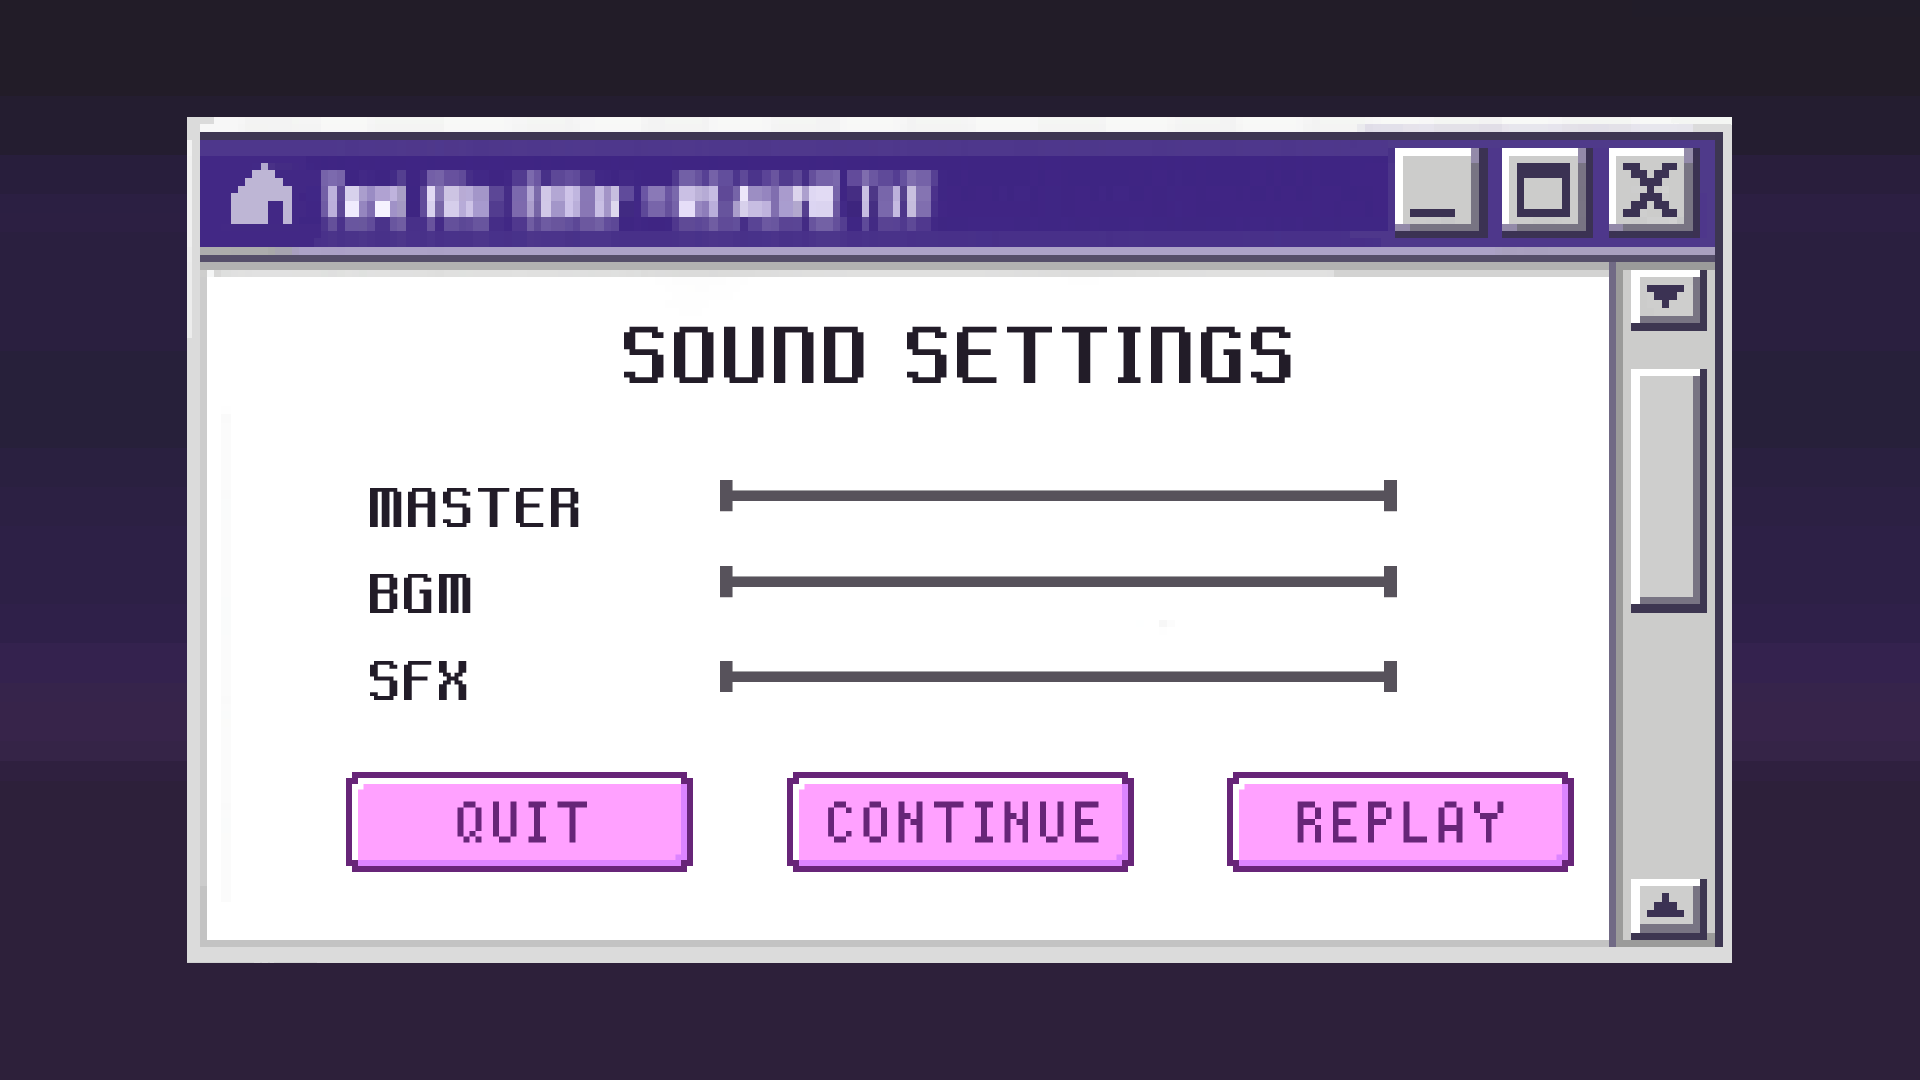 SOUND SETTINGS
MASTER
BGM
SFX
QUIT CONTINUE REPLAY